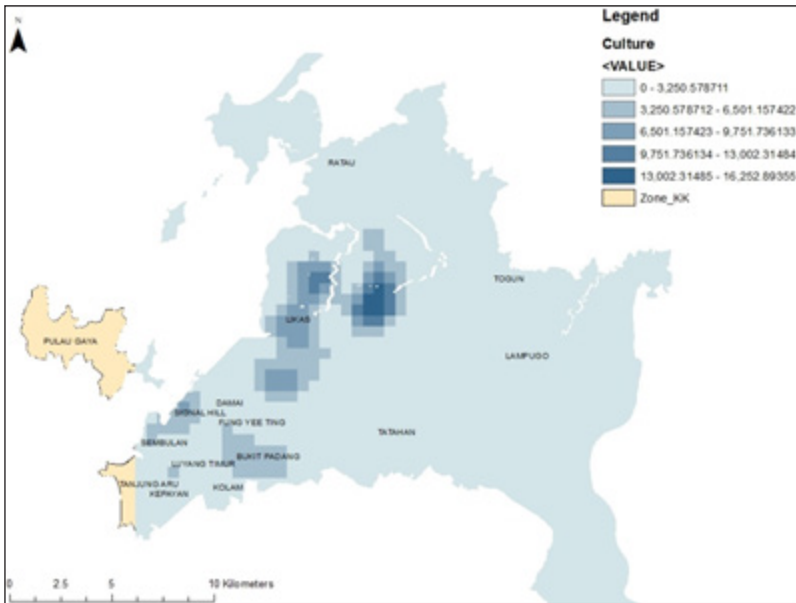 N
Legend
Culture
<VALUE>
0 - 3,250.578711
3,250.578712 - 6,501.157422
6,501.157423 - 9,751.736133
9,751.736134 - 13,002.31484
13,002.31485 - 16,252.89355
Zone_KK
RATAU
TOGUN
LIKAS
PULAU GAYA
LAMPUGO
DAMAI
SIGNAL HILL
FUNG YEE TING
TATAHAN
SEMBULAN
BUKIT PADANG
LUYANG TIMUR
TANJUNG ARU
KOLAM
KEPAYAN
0 2.5 5 10 Kilometers